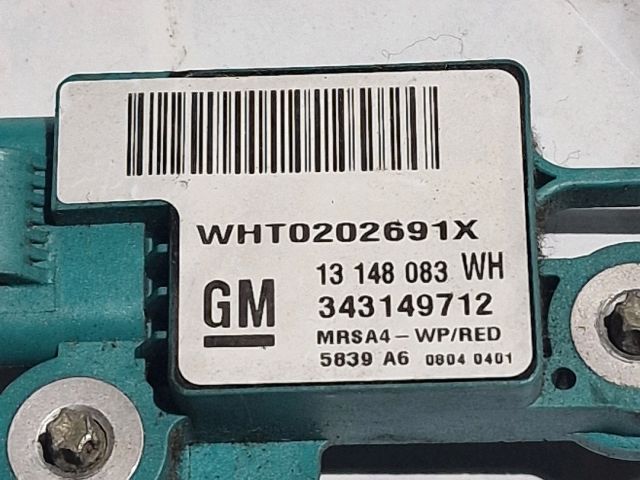 WHT0202691X
13 148 083 WH
GM
343149712
MRSA4-WP/RED
5839 A6 0804 0401